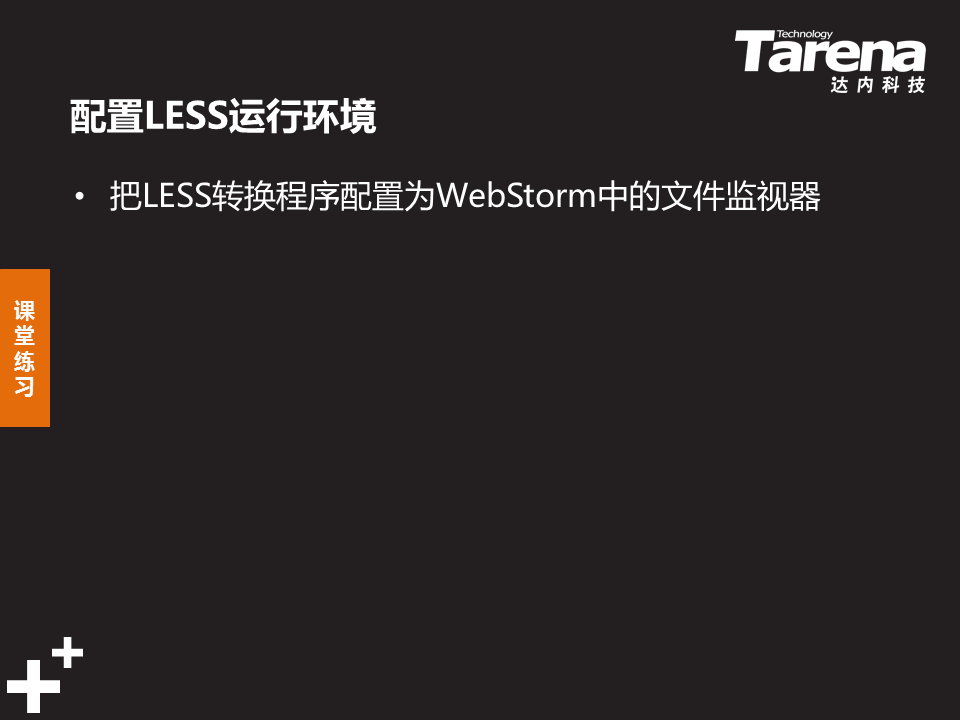 Technology
Tarena
达内科技
配置LESS运行环境
• 把LESS转换程序配置为WebStorm中的文件监视器
课
堂
练
习